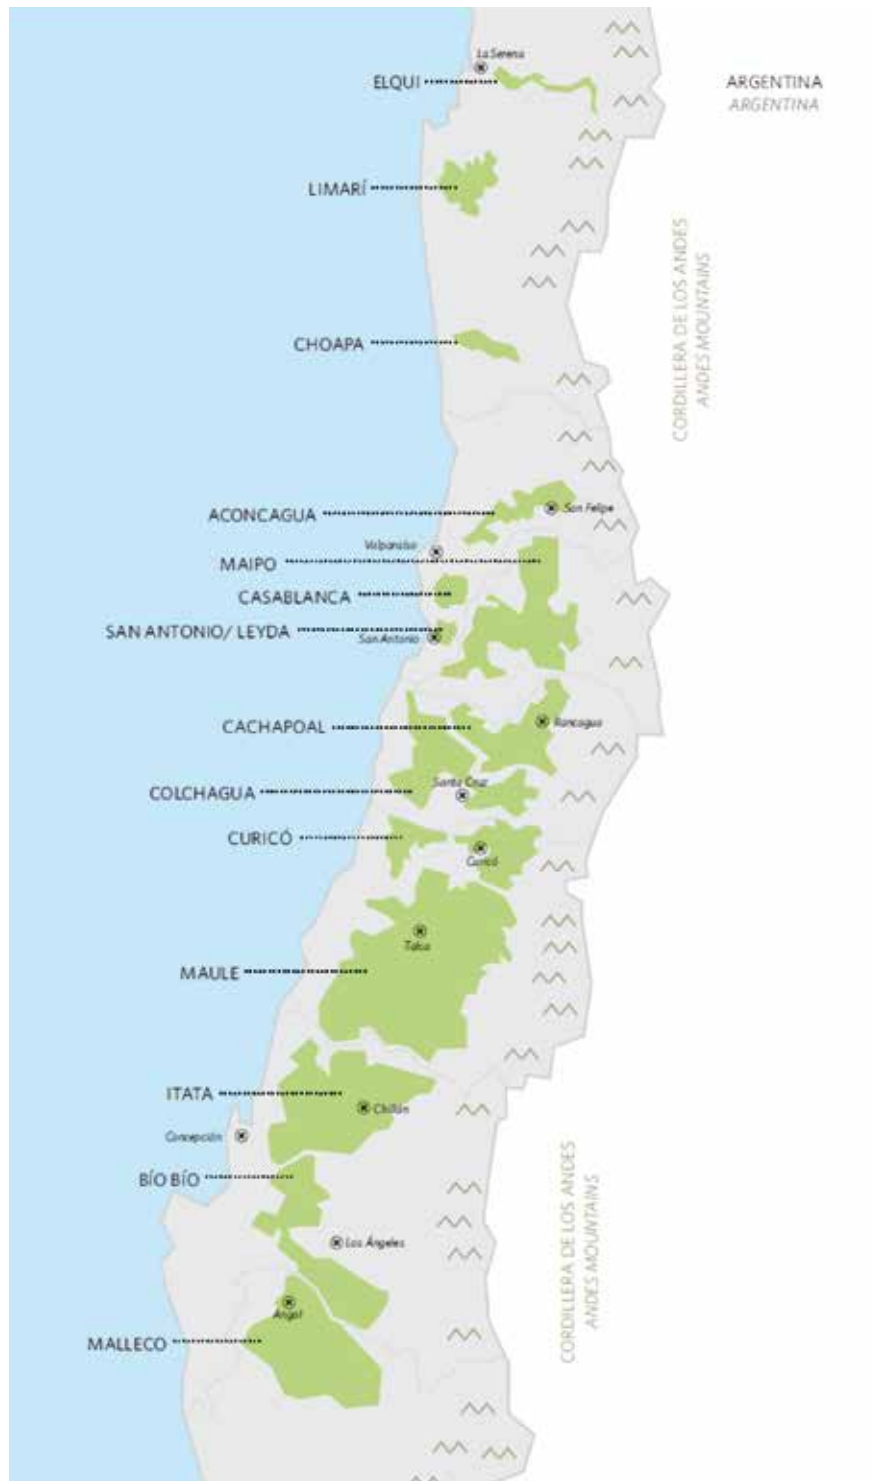 La Serena
ELQUI
ARGENTINA
ARGENTINA
LIMARÍ
CORDILLERA DE LOS ANDES
ANDES MOUNTAINS
CHOAPA
ACONCAGUA
San Felipe
Valparaíso
MAIPO
CASABLANCA
SAN ANTONIO/ LEYDA
San Antonio
CACHAPOAL
Rancagua
Santa Cruz
COLCHAGUA
CURICÓ
Curicó
Talca
MAULE
ITATA
Chillán
Concepción
BÍO BÍO
CORDILLERA DE LOS ANDES
ANDES MOUNTAINS
Los Ángeles
Angol
MALLECO